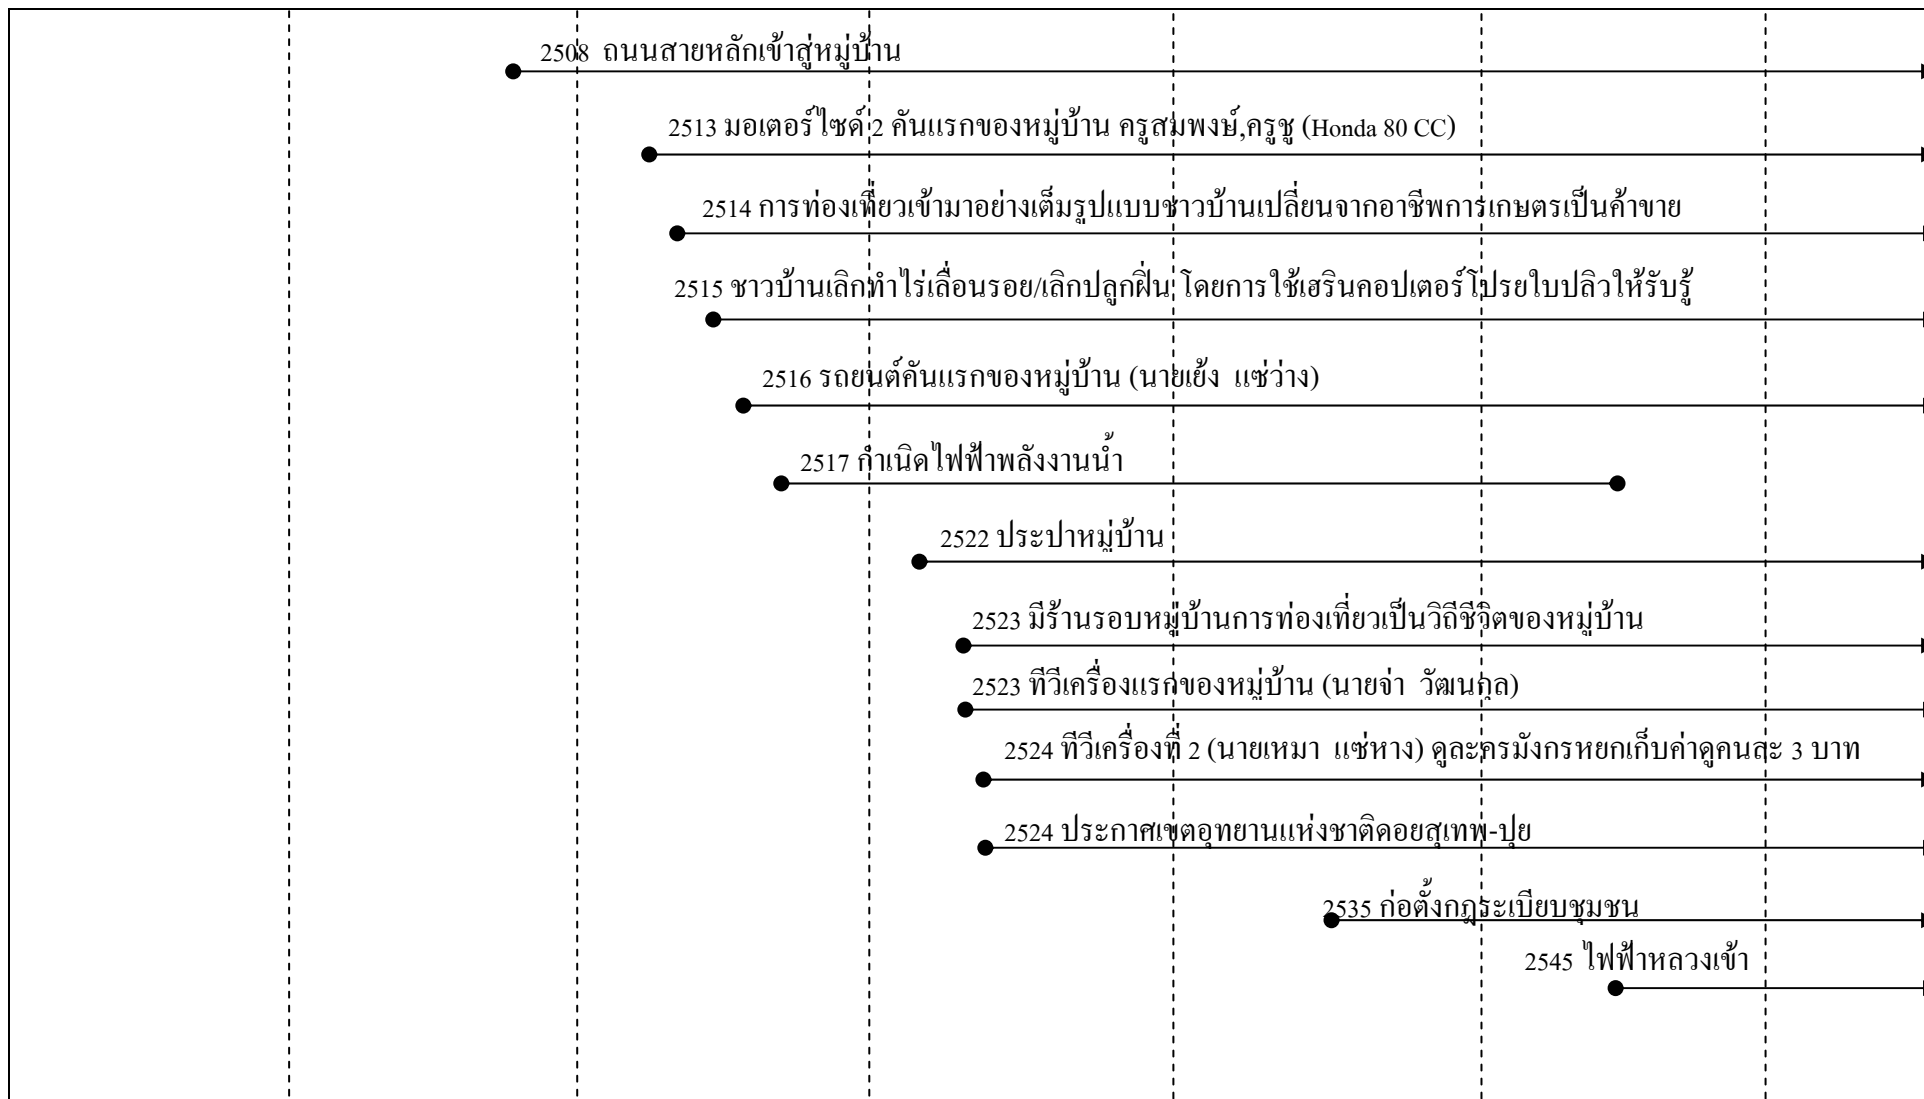 2508 ถนนสายหลักเข้าสู่หมู่บ้าน
2513 มอเตอร์ไซด์ 2 คันแรกของหมู่บ้าน ครูสมพงษ์,ครูชู (Honda 80 CC)
2514 การท่องเที่ยวเข้ามาอย่างเต็มรูปแบบชาวบ้านเปลี่ยนจากอาชีพการเกษตรเป็นค้าขาย
2515 ชาวบ้านเลิกทำไร่เลื่อนรอย/เลิกปลูกฝิ่น โดยการใช้เฮรินคอปเตอร์โปรยใบปลิวให้รับรู้
2516 รถยนต์คันแรกของหมู่บ้าน (นายเย้ง แซ่ว่าง)
2517 กำเนิดไฟฟ้าพลังงานน้ำ
2522 ประปาหมู่บ้าน
2523 มีร้านรอบหมู่บ้านการท่องเที่ยวเป็นวิถีชีวิตของหมู่บ้าน
2523 ทีวีเครื่องแรกของหมู่บ้าน (นายจ่า วัฒนกุล)
2524 ทีวีเครื่องที่ 2 (นายเหมา แซ่หาง) ดูละครมังกรหยกเก็บค่าดูคนละ 3 บาท
2524 ประกาศเขตอุทยานแห่งชาติดอยสุเทพ-ปุย
2535 ก่อตั้งกฎระเบียบชุมชน
2545 ไฟฟ้าหลวงเข้า